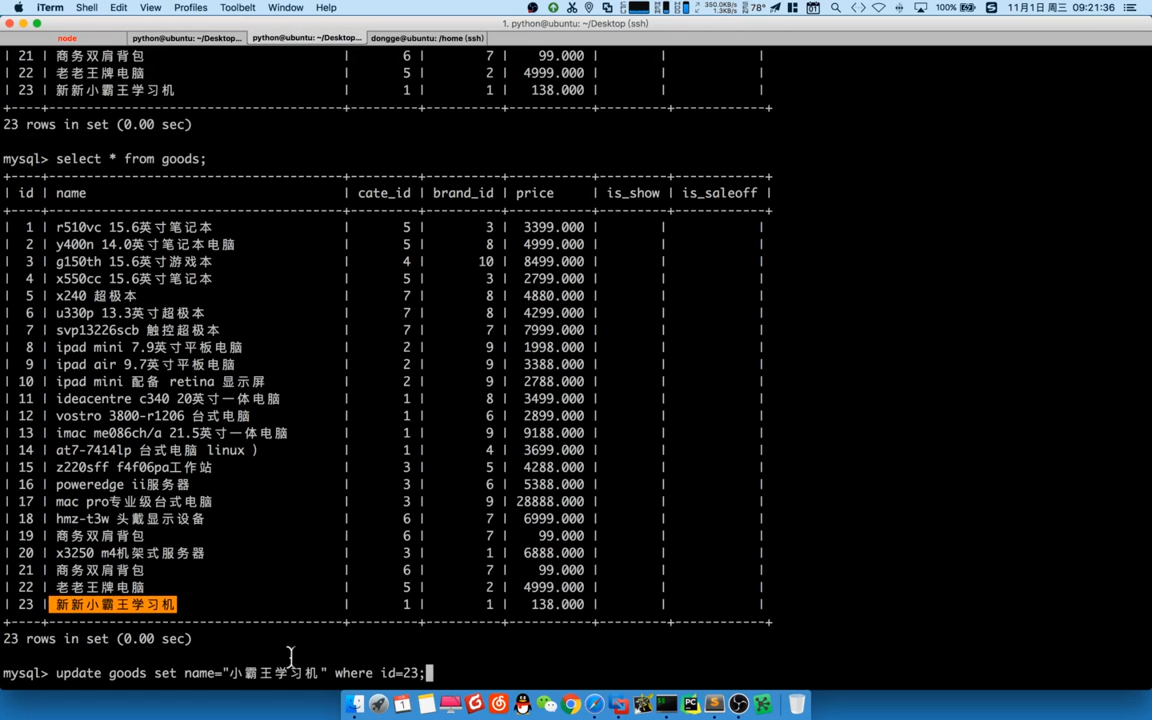 iTerm Shell Edit View Profiles Toolbelt Window Help 350.0KB/s 1.3KB/s 78° 100% 11月1日 周三 09:21:36
1. python@ubuntu: ~/Desktop (ssh)
node python@ubuntu: ~/Desktop... python@ubuntu: ~/Desktop... dongge@ubuntu: /home (ssh)
| 21 | 商务双肩背包 | 6 | 7 | 99.000 | | |
| 22 | 老老王牌电脑 | 5 | 2 | 4999.000 | | |
| 23 | 新新小霸王学习机 | 1 | 1 | 138.000 | | |
+----+---------------------------------------+---------+----------+-----------+---------+------------+
23 rows in set (0.00 sec)
mysql> select * from goods;
+----+---------------------------------------+---------+----------+-----------+---------+------------+
| id | name | cate_id | brand_id | price | is_show | is_saleoff |
+----+---------------------------------------+---------+----------+-----------+---------+------------+
| 1 | r510vc 15.6英寸笔记本 | 5 | 3 | 3399.000 | | |
| 2 | y400n 14.0英寸笔记本电脑 | 5 | 8 | 4999.000 | | |
| 3 | g150th 15.6英寸游戏本 | 4 | 10 | 8499.000 | | |
| 4 | x550cc 15.6英寸笔记本 | 5 | 3 | 2799.000 | | |
| 5 | x240 超极本 | 7 | 8 | 4880.000 | | |
| 6 | u330p 13.3英寸超极本 | 7 | 8 | 4299.000 | | |
| 7 | svp13226scb 触控超极本 | 7 | 7 | 7999.000 | | |
| 8 | ipad mini 7.9英寸平板电脑 | 2 | 9 | 1998.000 | | |
| 9 | ipad air 9.7英寸平板电脑 | 2 | 9 | 3388.000 | | |
| 10 | ipad mini 配备 retina 显示屏 | 2 | 9 | 2788.000 | | |
| 11 | ideacentre c340 20英寸一体电脑 | 1 | 8 | 3499.000 | | |
| 12 | vostro 3800-r1206 台式电脑 | 1 | 6 | 2899.000 | | |
| 13 | imac me086ch/a 21.5英寸一体电脑 | 1 | 9 | 9188.000 | | |
| 14 | at7-7414lp 台式电脑 linux ) | 1 | 4 | 3699.000 | | |
| 15 | z220sff f4f06pa工作站 | 3 | 5 | 4288.000 | | |
| 16 | poweredge ii服务器 | 3 | 6 | 5388.000 | | |
| 17 | mac pro专业级台式电脑 | 3 | 9 | 28888.000 | | |
| 18 | hmz-t3w 头戴显示设备 | 6 | 7 | 6999.000 | | |
| 19 | 商务双肩背包 | 6 | 7 | 99.000 | | |
| 20 | x3250 m4机架式服务器 | 3 | 1 | 6888.000 | | |
| 21 | 商务双肩背包 | 6 | 7 | 99.000 | | |
| 22 | 老老王牌电脑 | 5 | 2 | 4999.000 | | |
| 23 | 新新小霸王学习机 | 1 | 1 | 138.000 | | |
+----+---------------------------------------+---------+----------+-----------+---------+------------+
23 rows in set (0.00 sec)
mysql> update goods set name="小霸王学习机" where id=23;